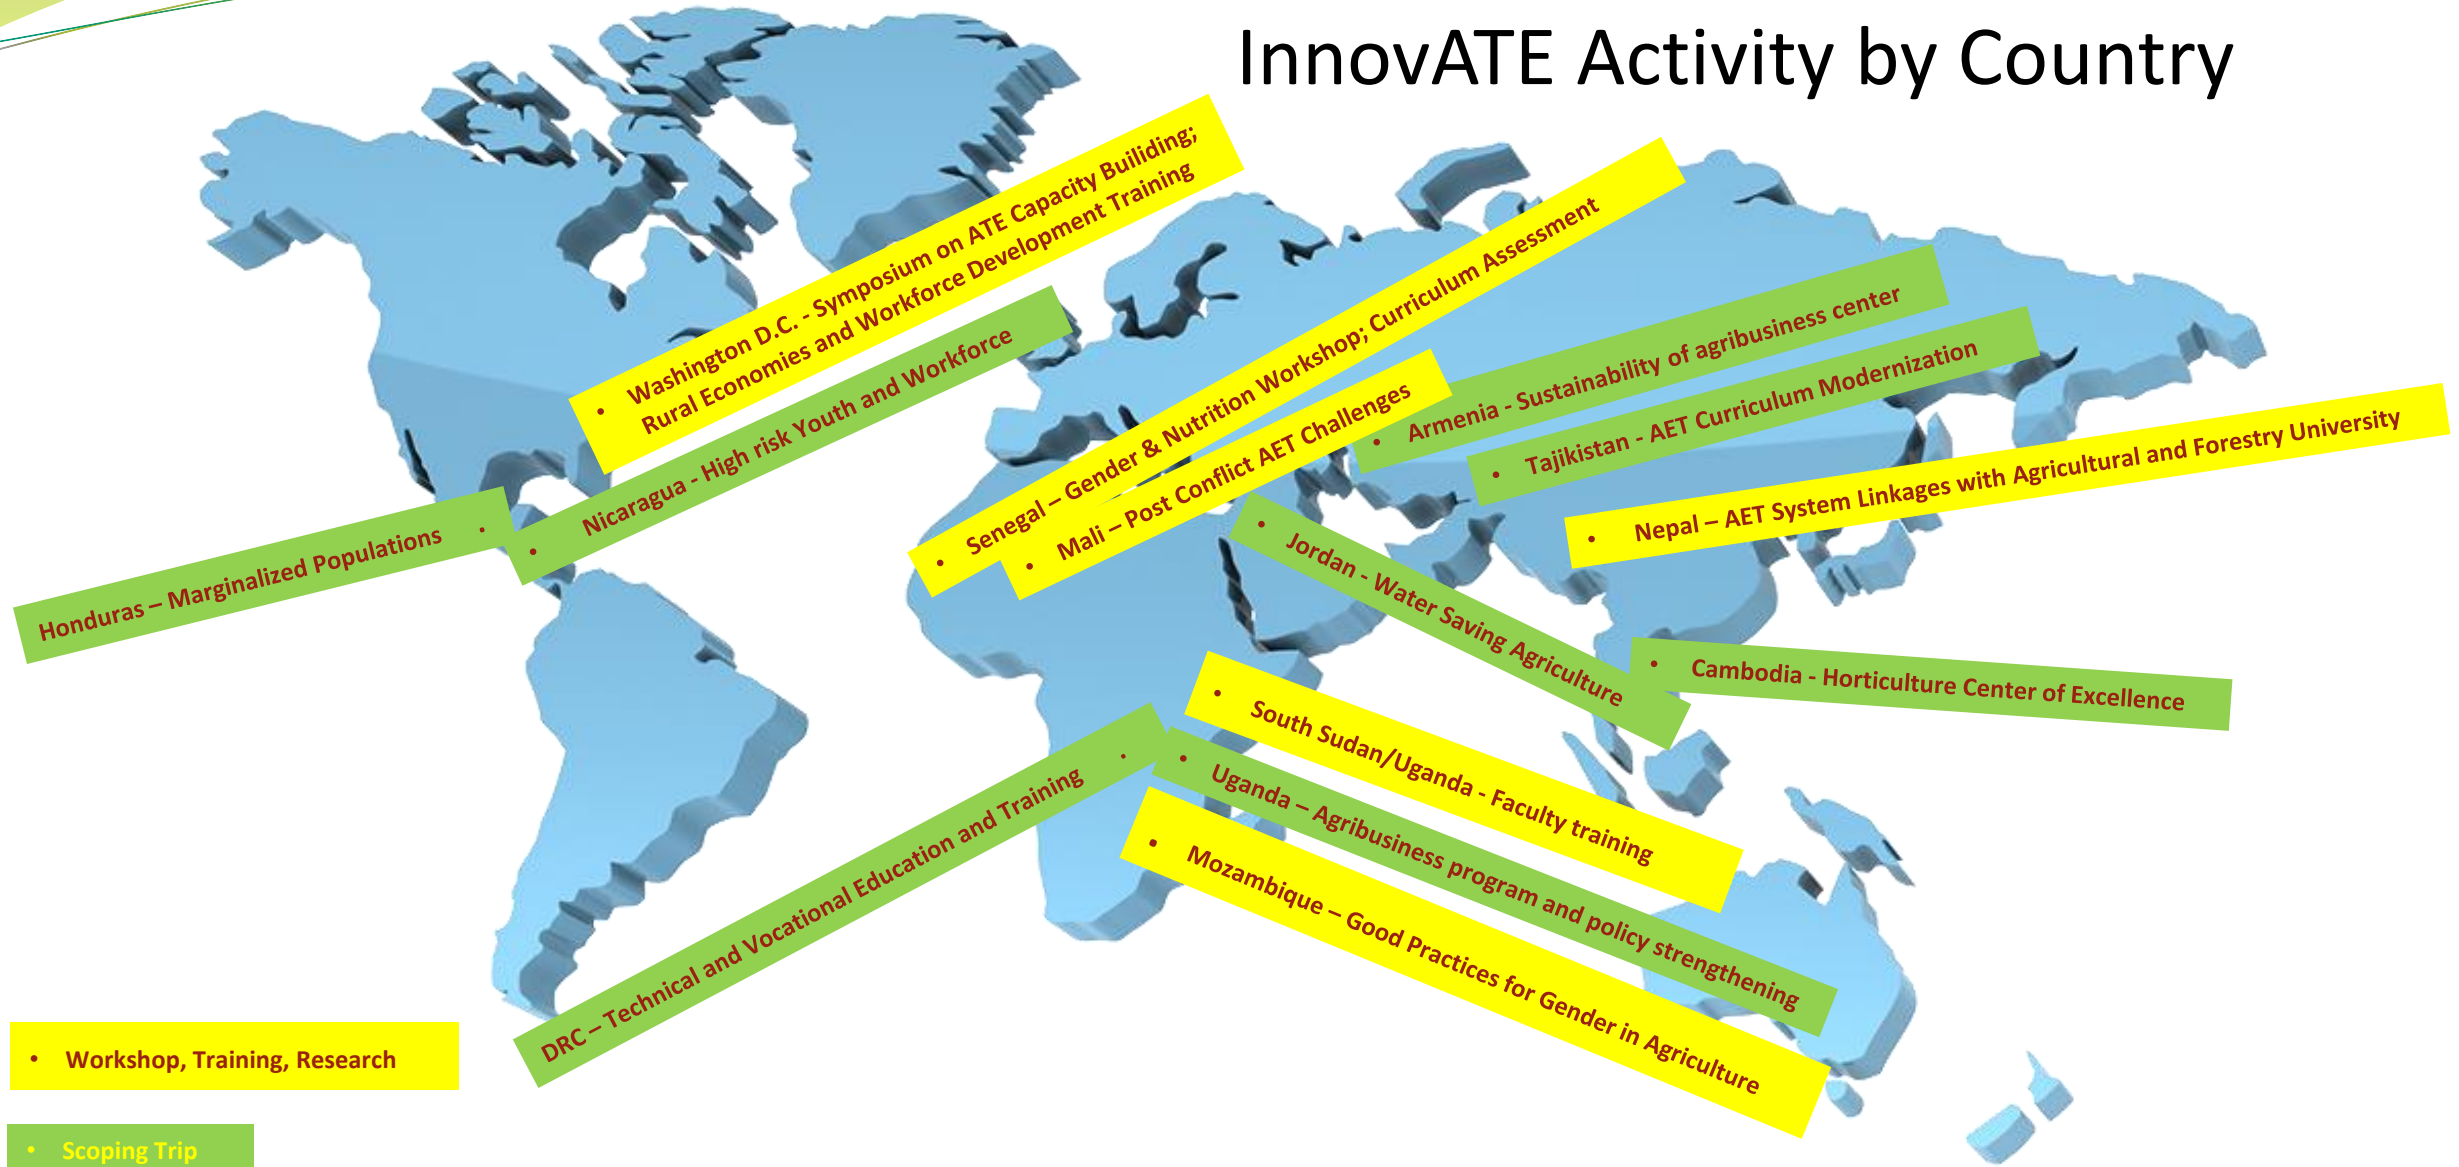 InnovATE Activity by Country
• Washington D.C. - Symposium on ATE Capacity Builiding;
Rural Economies and Workforce Development Training
• Nicaragua - High risk Youth and Workforce
Honduras – Marginalized Populations •
• Senegal – Gender & Nutrition Workshop; Curriculum Assessment
• Mali – Post Conflict AET Challenges
• Armenia - Sustainability of agribusiness center
• Tajikistan - AET Curriculum Modernization
• Nepal – AET System Linkages with Agricultural and Forestry University
• Jordan - Water Saving Agriculture
• Cambodia - Horticulture Center of Excellence
• South Sudan/Uganda - Faculty training
• Uganda – Agribusiness program and policy strengthening
• Mozambique – Good Practices for Gender in Agriculture
DRC – Technical and Vocational Education and Training •
• Workshop, Training, Research
• Scoping Trip